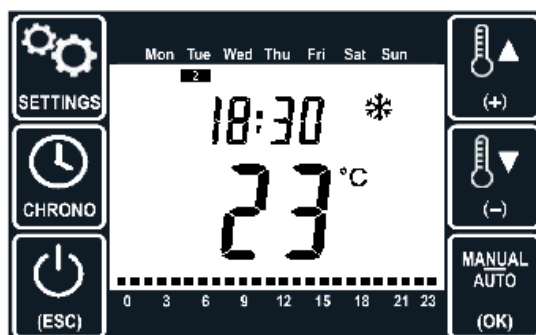 SETTINGS
CHRONO
(ESC)
Mon Tue Wed Thu Fri Sat Sun
2
18:30
23 °C
0 3 6 9 12 15 18 21 23
(+)
(−)
MANUAL
AUTO
(OK)